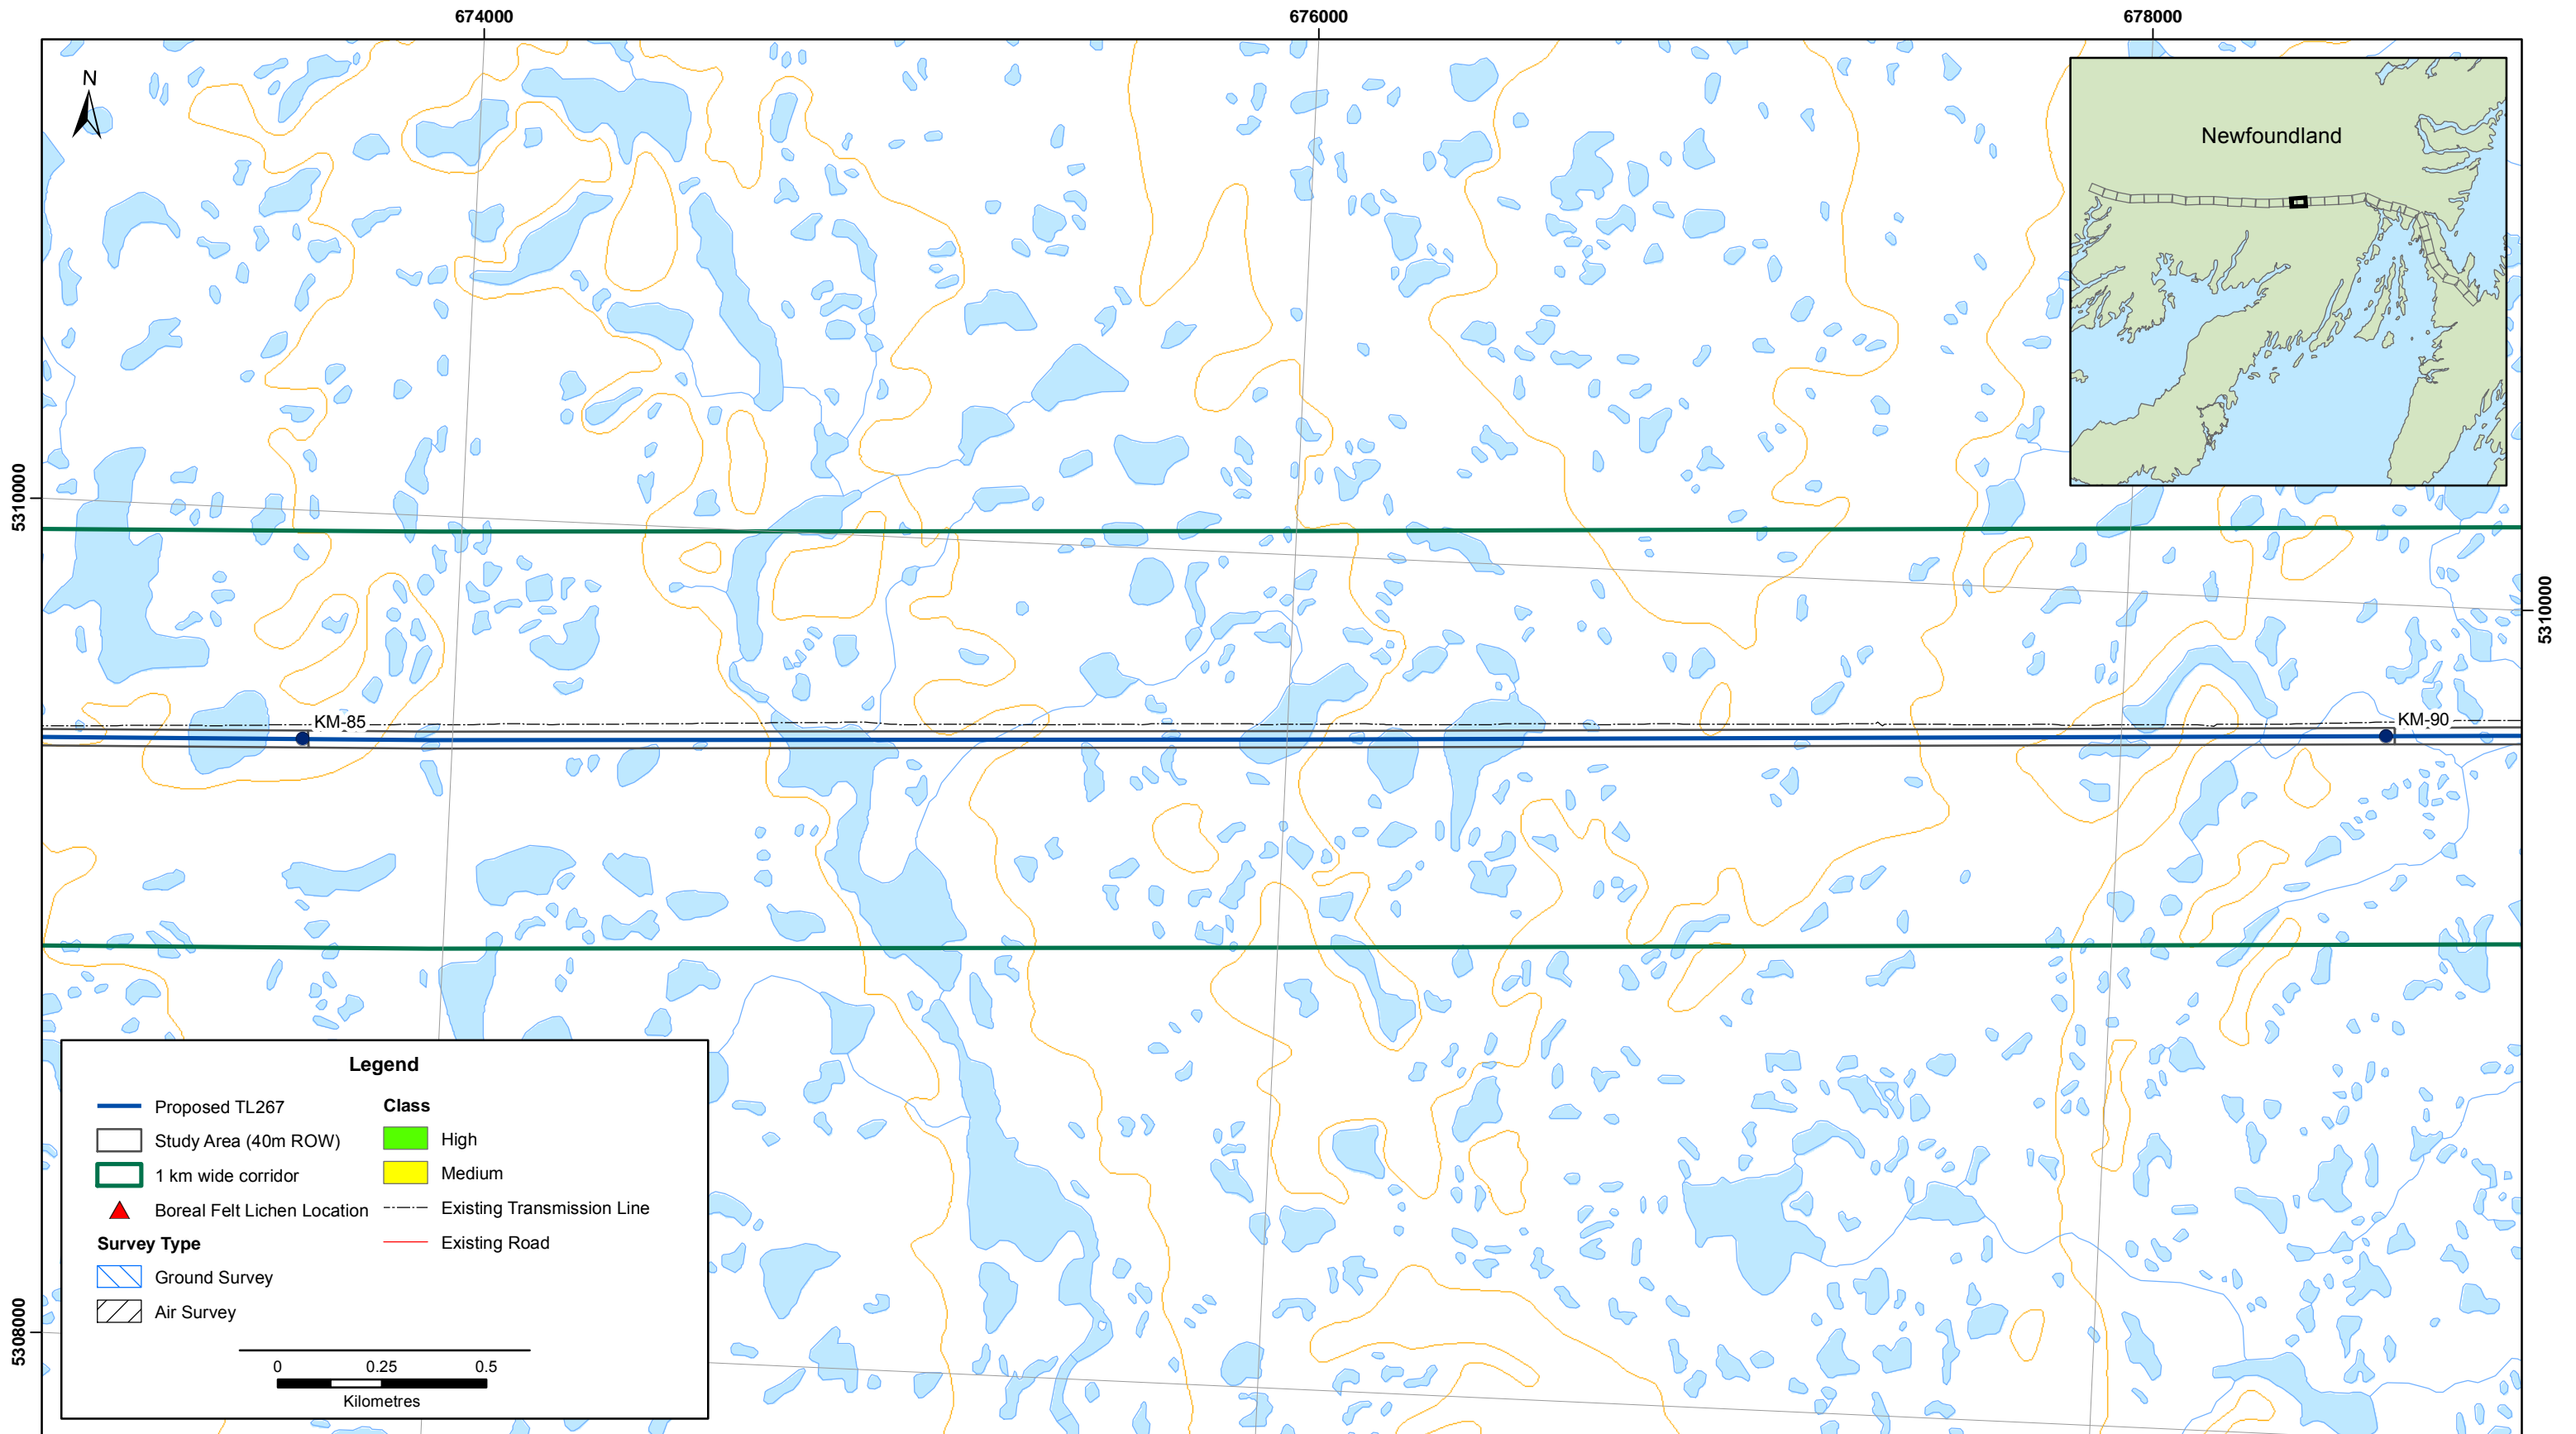 674000
676000
678000
N
Newfoundland
5310000
5310000
KM-85
KM-90
Legend
Proposed TL267
Study Area (40m ROW)
1 km wide corridor
Boreal Felt Lichen Location
Survey Type
Ground Survey
Air Survey
Class
High
Medium
Existing Transmission Line
Existing Road
0 0.25 0.5
Kilometres
5308000